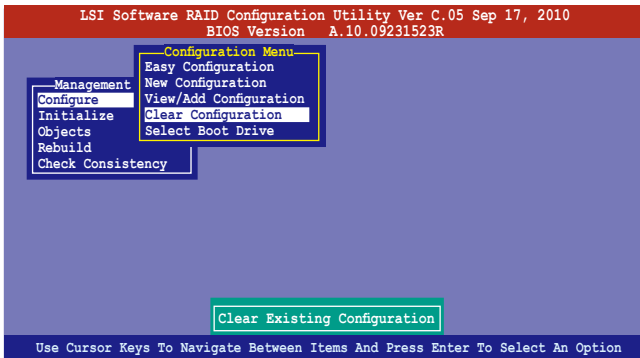 LSI Software RAID Configuration Utility Ver C.05 Sep 17, 2010
BIOS Version A.10.09231523R
Configuration Menu
Easy Configuration
New Configuration
View/Add Configuration
Clear Configuration
Select Boot Drive
Management
Configure
Initialize
Objects
Rebuild
Check Consistency
Clear Existing Configuration
Use Cursor Keys To Navigate Between Items And Press Enter To Select An Option